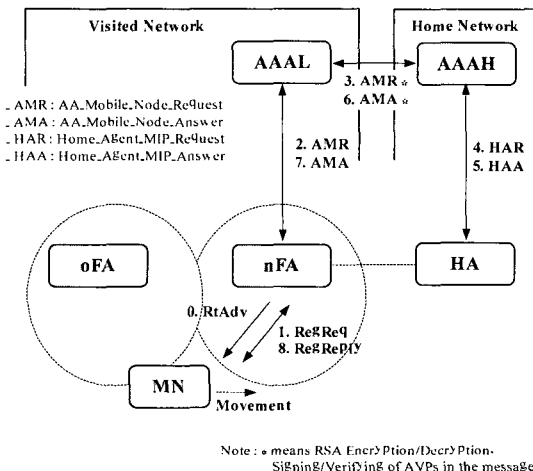 Visited Network
Home Network
AAAL
AAAH
3. AMR *
6. AMA *
- AMR : AA_Mobile_Node_Request
- AMA : AA_Mobile_Node_Answer
- HAR : Home_Agent_MIP_Request
- HAA : Home_Agent_MIP_Answer
2. AMR
7. AMA
4. HAR
5. HAA
oFA
nFA
HA
0. RtAdv
1. RegReq
8. RegReply
MN
Movement
Note : * means RSA Encryption/Decryption,
Signing/Verifying of AVPs in the message